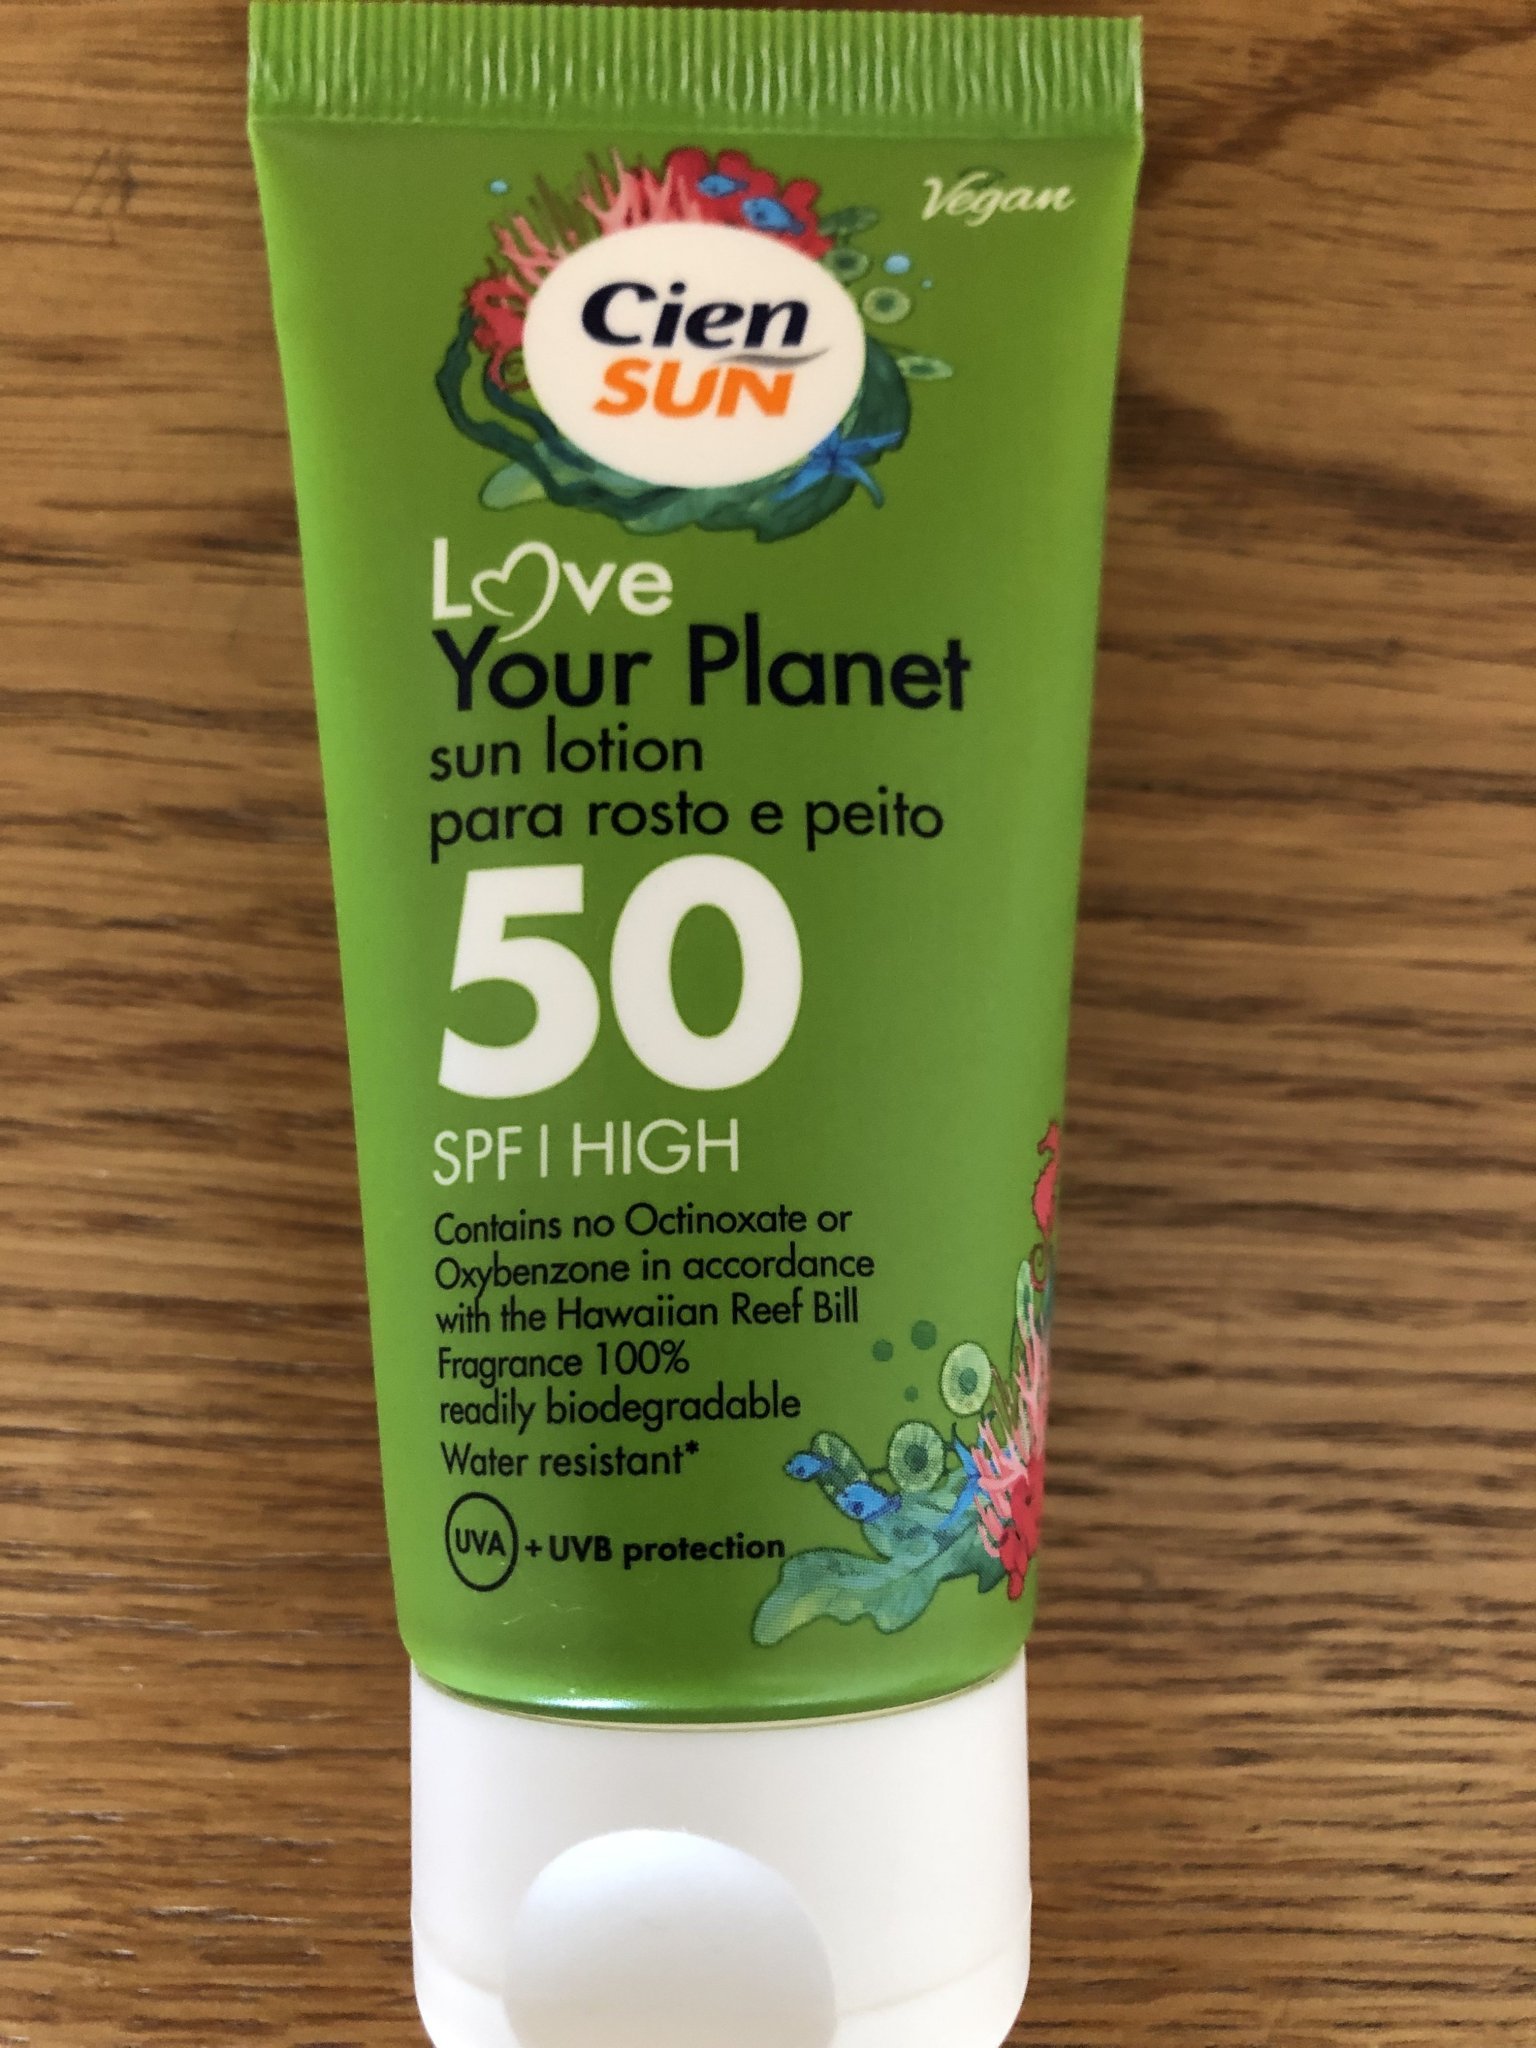 Vegan
Cien
SUN
Love
Your Planet
sun lotion
para rosto e peito
50
SPF | HIGH
Contains no Octinoxate or
Oxybenzone in accordance
with the Hawaiian Reef Bill
Fragrance 100%
readily biodegradable
Water resistant*
UVA + UVB protection